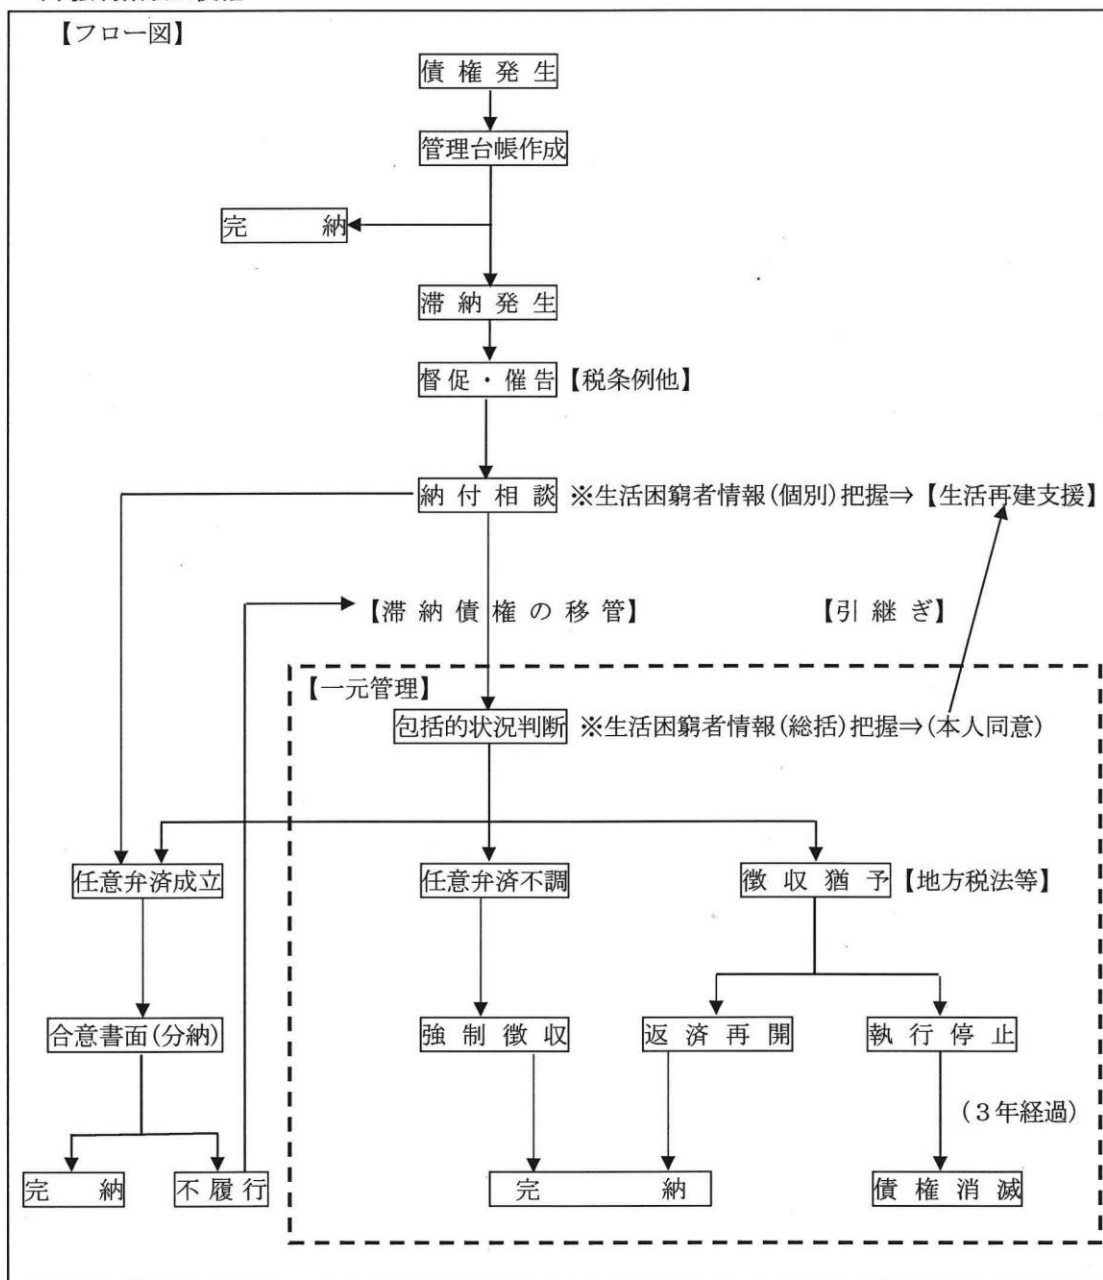 【フロー図】
債権発生
管理台帳作成
完納
滞納発生
督促・催告【税条例他】
納付相談 ※生活困窮者情報(個別)把握⇒【生活再建支援】
【滞納債権の移管】 【引継ぎ】
【一元管理】
包括的状況判断 ※生活困窮者情報(総括)把握⇒(本人同意)
任意弁済成立 任意弁済不調 徴収猶予【地方税法等】
合意書面(分納) 強制徴収 返済再開 執行停止
(3年経過)
完納 不履行 完納 債権消滅